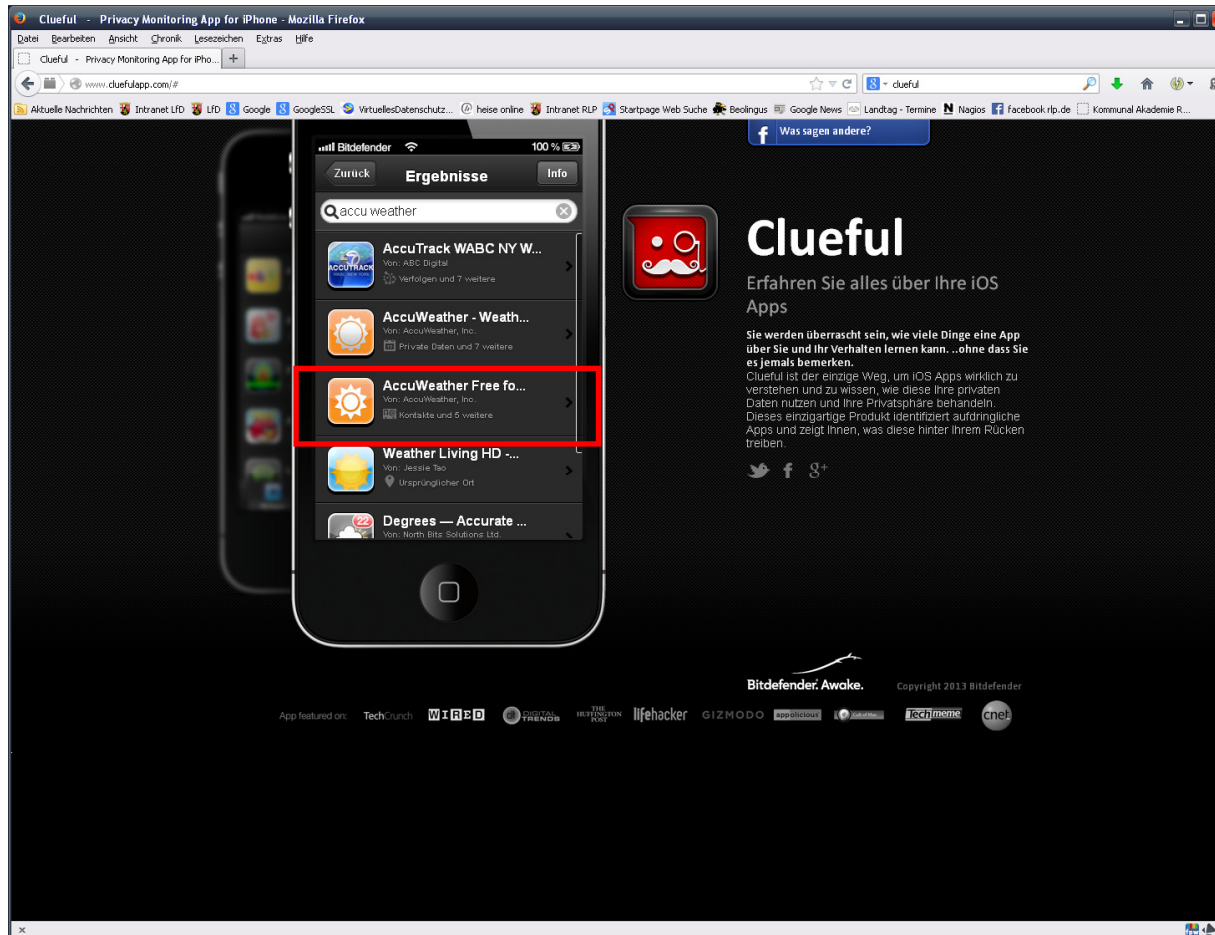 Clueful - Privacy Monitoring App for iPhone - Mozilla Firefox
Datei Bearbeiten Ansicht Chronik Lesezeichen Extras Hilfe
Clueful - Privacy Monitoring App for iPho... +
www.cluefulapp.com/#
clueful
Aktuelle Nachrichten Intranet LfD LfD Google GoogleSSL VirtuellesDatenschutz... heise online Intranet RLP Startpage Web Suche Beolingus Google News Landtag - Termine Nagios facebook rlp.de Kommunal Akademie R...
Was sagen andere?
Bitdefender 100 %
Zurück Ergebnisse Info
accu weather
ACCUTRACK
AccuTrack WABC NY W...
Von: ABC Digital
Verfolgen und 7 weitere
AccuWeather - Weath...
Von: AccuWeather, Inc.
Private Daten und 7 weitere
AccuWeather Free fo...
Von: AccuWeather, Inc.
Kontakte und 5 weitere
Weather Living HD -...
Von: Jessie Tao
Ursprünglicher Ort
22
Degrees — Accurate ...
Von: North Bits Solutions Ltd.
Clueful
Erfahren Sie alles über Ihre iOS
Apps
Sie werden überrascht sein, wie viele Dinge eine App
über Sie und Ihr Verhalten lernen kann. ..ohne dass Sie
es jemals bemerken.
Clueful ist der einzige Weg, um iOS Apps wirklich zu
verstehen und zu wissen, wie diese Ihre privaten
Daten nutzen und Ihre Privatsphäre behandeln.
Dieses einzigartige Produkt identifiziert aufdringliche
Apps und zeigt Ihnen, was diese hinter Ihrem Rücken
treiben.
Bitdefender. Awake. Copyright 2013 Bitdefender
App featured on: TechCrunch WIRED dt DIGITAL TRENDS THE HUFFINGTON POST lifehacker GIZMODO appolicious Cult of Mac Techmeme cnet